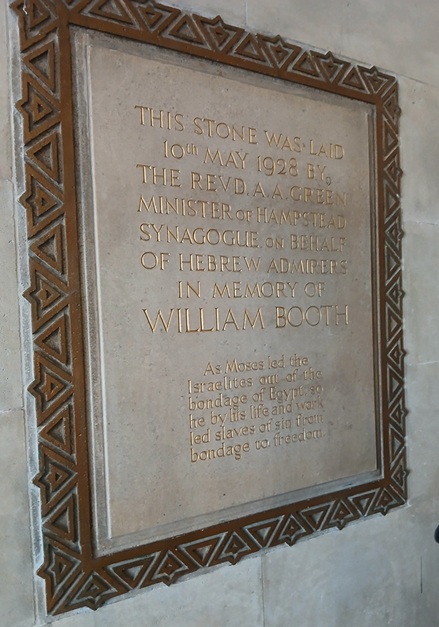 THIS STONE WAS LAID
10th MAY 1928 BY
THE REVD. A. A. GREEN
MINISTER OF HAMPSTEAD
SYNAGOGUE ON BEHALF
OF HEBREW ADMIRERS
IN MEMORY OF
WILLIAM BOOTH
As Moses led the
Israelites out of the
bondage of Egypt, so
he by his life and work
led slaves of sin from
bondage to freedom